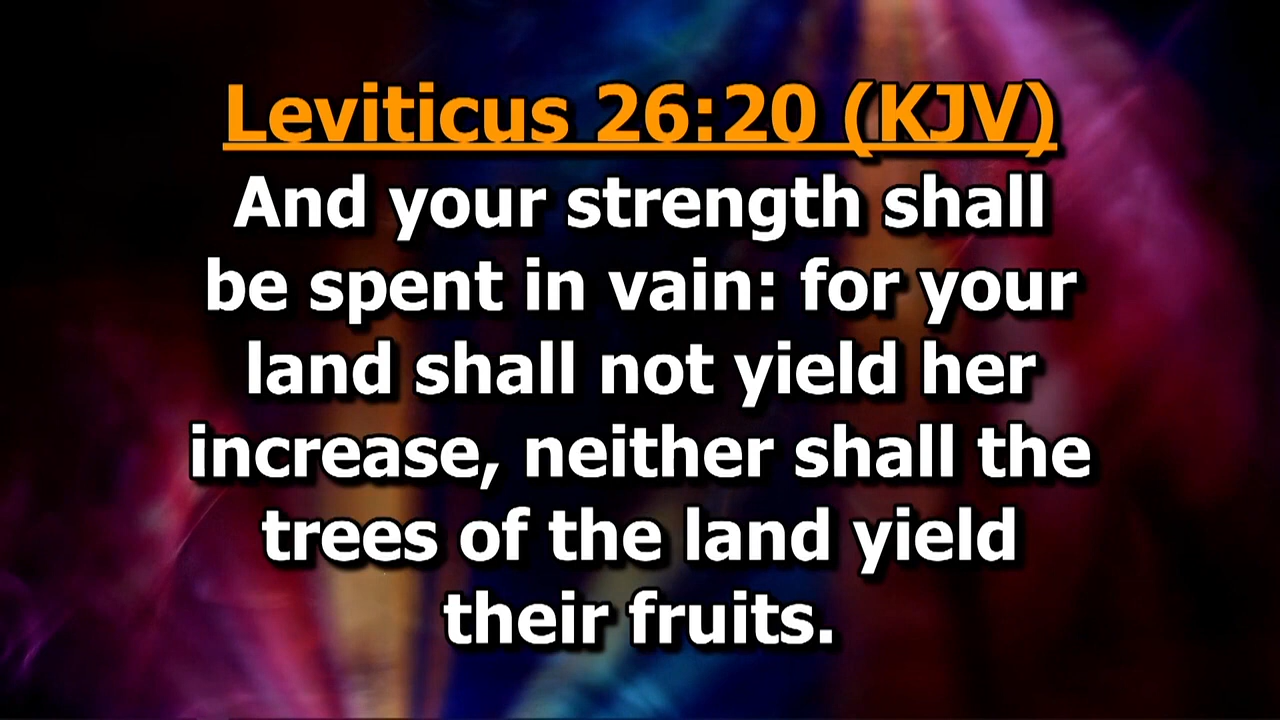 Leviticus 26:20 (KJV)
And your strength shall
be spent in vain: for your
land shall not yield her
increase, neither shall the
trees of the land yield
their fruits.